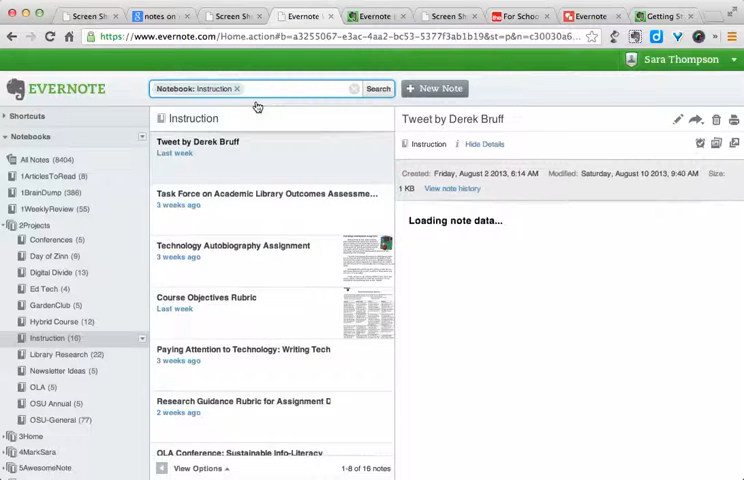 Screen Sh
notes on
Screen Sh
Evernote
Evernote
Screen Sh
For Schoo
Evernote
Getting St
https://www.evernote.com/Home.action#b=a3255067-e3ac-4aa2-bc53-5377f3ab1b19&st=p&n=c30030a6...
Sara Thompson
EVERNOTE
Notebook: Instruction ×
Search
+ New Note
Shortcuts
Notebooks
All Notes (8404)
1ArticlesToRead (8)
1BrainDump (386)
1WeeklyReview (55)
2Projects
Conferences (5)
Day of Zinn (9)
Digital Divide (13)
Ed Tech (4)
GardenClub (5)
Hybrid Course (12)
Instruction (16)
Library Research (22)
Newsletter Ideas (5)
OLA (5)
OSU Annual (5)
OSU-General (77)
3Home
4MarkSara
5AwesomeNote
Instruction
Tweet by Derek Bruff
Last week
Task Force on Academic Library Outcomes Assessme...
3 weeks ago
Technology Autobiography Assignment
3 weeks ago
Course Objectives Rubric
Last week
Paying Attention to Technology: Writing Tech
3 weeks ago
Research Guidance Rubric for Assignment D
2 weeks ago
OLA Conference: Sustainable Info-Literacy
View Options
1-8 of 16 notes
Tweet by Derek Bruff
Instruction
Hide Details
Created: Friday, August 2 2013, 6:14 AM Modified: Saturday, August 10 2013, 9:40 AM Size:
1 KB View note history
Loading note data...